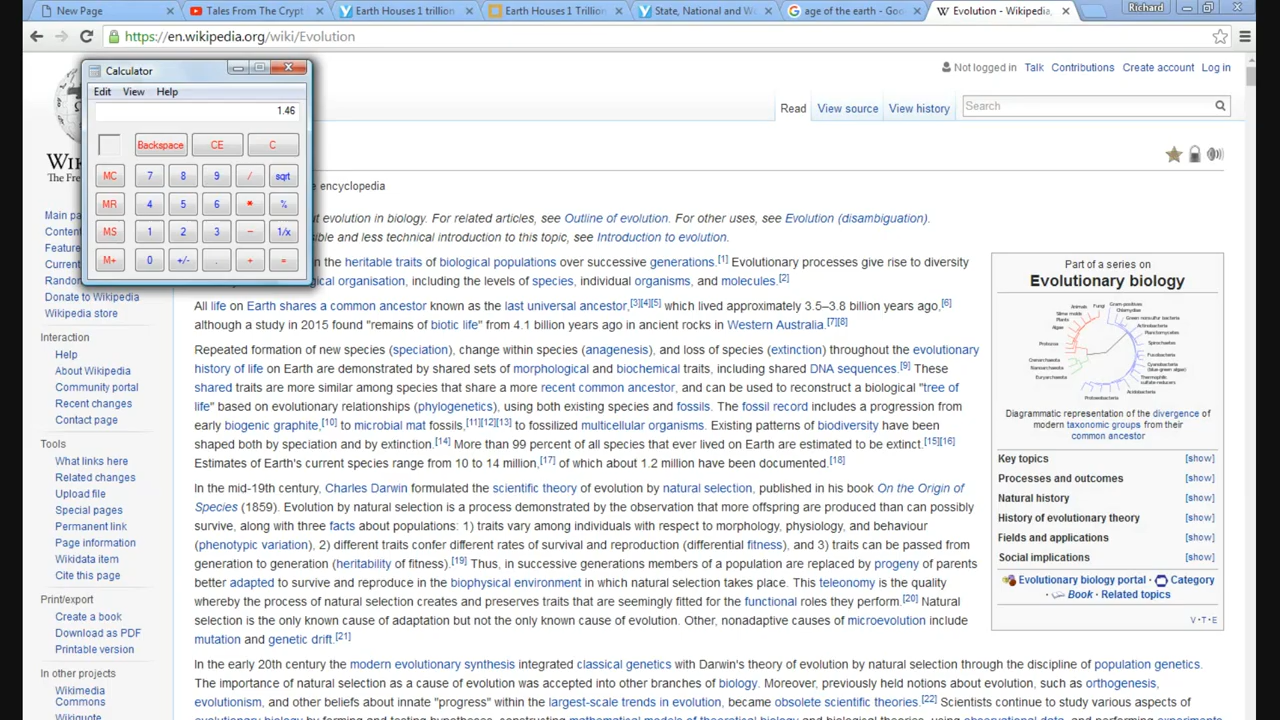 New Page
Tales From The Crypt
Earth Houses 1 trillion
Earth Houses 1 Trillion
State, National and Wo
age of the earth - Goo
Evolution - Wikipedia,
Richard
https://en.wikipedia.org/wiki/Evolution
Calculator
Edit View Help
1.46
Backspace CE C
MC 7 8 9 / sqrt
MR 4 5 6 * %
MS 1 2 3 - 1/x
M+ 0 +/- . + =
Not logged in Talk Contributions Create account Log in
Read View source View history Search
The Fre
e encyclopedia
Main pa
Conten
Feature
Current
Rando
Donate to Wikipedia
Wikipedia store
Interaction
Help
About Wikipedia
Community portal
Recent changes
Contact page
Tools
What links here
Related changes
Upload file
Special pages
Permanent link
Page information
Wikidata item
Cite this page
Print/export
Create a book
Download as PDF
Printable version
In other projects
Wikimedia
Commons
Wikiquote
ut evolution in biology. For related articles, see Outline of evolution. For other uses, see Evolution (disambiguation).
sible and less technical introduction to this topic, see Introduction to evolution.
n the heritable traits of biological populations over successive generations.[1] Evolutionary processes give rise to diversity
gical organisation, including the levels of species, individual organisms, and molecules.[2]
All life on Earth shares a common ancestor known as the last universal ancestor,[3][4][5] which lived approximately 3.5–3.8 billion years ago,[6]
although a study in 2015 found "remains of biotic life" from 4.1 billion years ago in ancient rocks in Western Australia.[7][8]
Repeated formation of new species (speciation), change within species (anagenesis), and loss of species (extinction) throughout the evolutionary
history of life on Earth are demonstrated by shared sets of morphological and biochemical traits, including shared DNA sequences.[9] These
shared traits are more similar among species that share a more recent common ancestor, and can be used to reconstruct a biological "tree of
life" based on evolutionary relationships (phylogenetics), using both existing species and fossils. The fossil record includes a progression from
early biogenic graphite,[10] to microbial mat fossils,[11][12][13] to fossilized multicellular organisms. Existing patterns of biodiversity have been
shaped both by speciation and by extinction.[14] More than 99 percent of all species that ever lived on Earth are estimated to be extinct.[15][16]
Estimates of Earth's current species range from 10 to 14 million,[17] of which about 1.2 million have been documented.[18]
In the mid-19th century, Charles Darwin formulated the scientific theory of evolution by natural selection, published in his book On the Origin of
Species (1859). Evolution by natural selection is a process demonstrated by the observation that more offspring are produced than can possibly
survive, along with three facts about populations: 1) traits vary among individuals with respect to morphology, physiology, and behaviour
(phenotypic variation), 2) different traits confer different rates of survival and reproduction (differential fitness), and 3) traits can be passed from
generation to generation (heritability of fitness).[19] Thus, in successive generations members of a population are replaced by progeny of parents
better adapted to survive and reproduce in the biophysical environment in which natural selection takes place. This teleonomy is the quality
whereby the process of natural selection creates and preserves traits that are seemingly fitted for the functional roles they perform.[20] Natural
selection is the only known cause of adaptation but not the only known cause of evolution. Other, nonadaptive causes of microevolution include
mutation and genetic drift.[21]
In the early 20th century the modern evolutionary synthesis integrated classical genetics with Darwin's theory of evolution by natural selection through the discipline of population genetics.
The importance of natural selection as a cause of evolution was accepted into other branches of biology. Moreover, previously held notions about evolution, such as orthogenesis,
evolutionism, and other beliefs about innate "progress" within the largest-scale trends in evolution, became obsolete scientific theories.[22] Scientists continue to study various aspects of
evolutionary biology by forming and testing hypotheses, constructing mathematical models of theoretical biology and biological theories, using observational data, and performing experiments
Part of a series on
Evolutionary biology
Diagrammatic representation of the divergence of
modern taxonomic groups from their
common ancestor
Key topics [show]
Processes and outcomes [show]
Natural history [show]
History of evolutionary theory [show]
Fields and applications [show]
Social implications [show]
Evolutionary biology portal · Category
· Book · Related topics
V·T·E